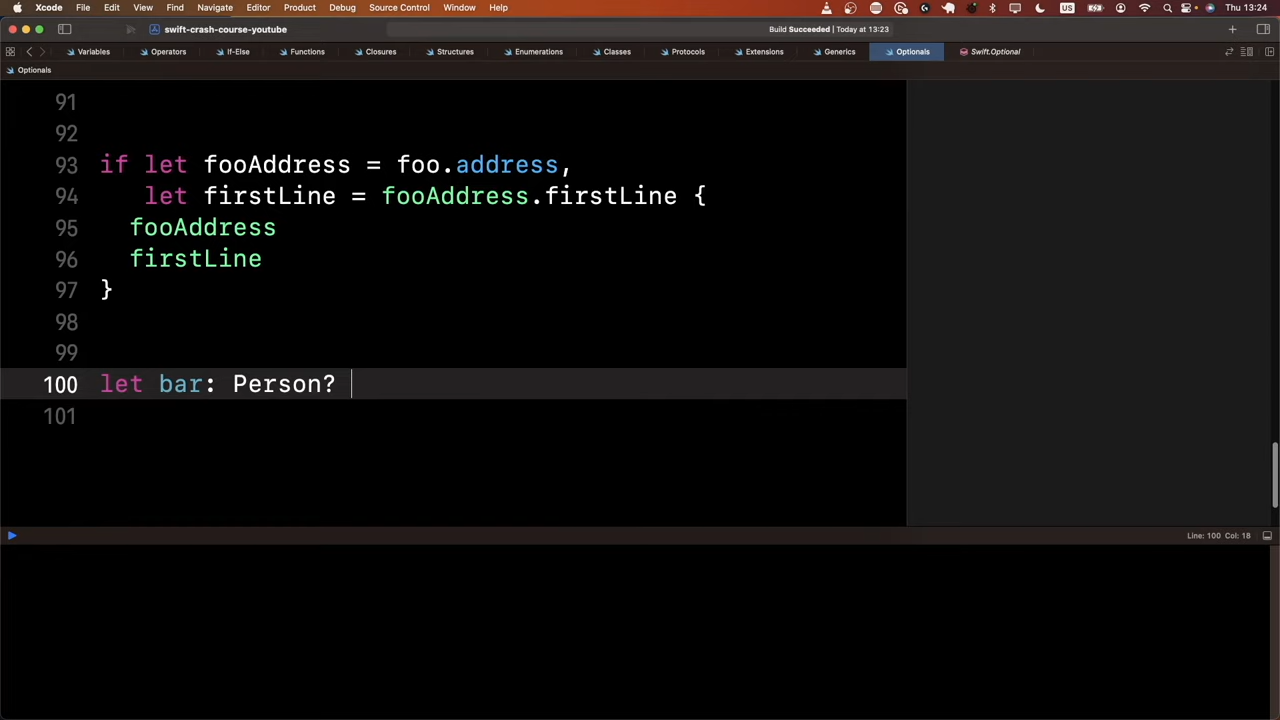 Xcode File Edit View Find Navigate Editor Product Debug Source Control Window Help US Thu 13:24
swift-crash-course-youtube Build Succeeded | Today at 13:23
Variables Operators If-Else Functions Closures Structures Enumerations Classes Protocols Extensions Generics Optionals Swift.Optional
Optionals
91
92
93 if let fooAddress = foo.address,
94 let firstLine = fooAddress.firstLine {
95 fooAddress
96 firstLine
97 }
98
99
100 let bar: Person?
101
Line: 100 Col: 18